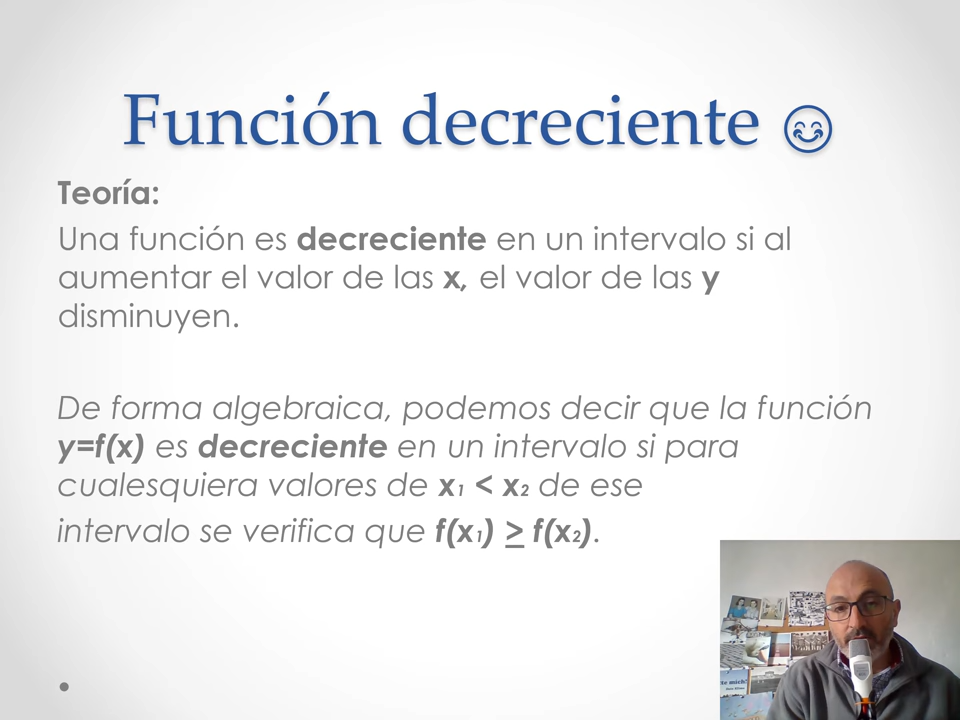 Función decreciente 😊
Teoría:
Una función es decreciente en un intervalo si al
aumentar el valor de las x, el valor de las y
disminuyen.
De forma algebraica, podemos decir que la función
y=f(x) es decreciente en un intervalo si para
cualesquiera valores de x₁ < x₂ de ese
intervalo se verifica que f(x₁) ≥ f(x₂).